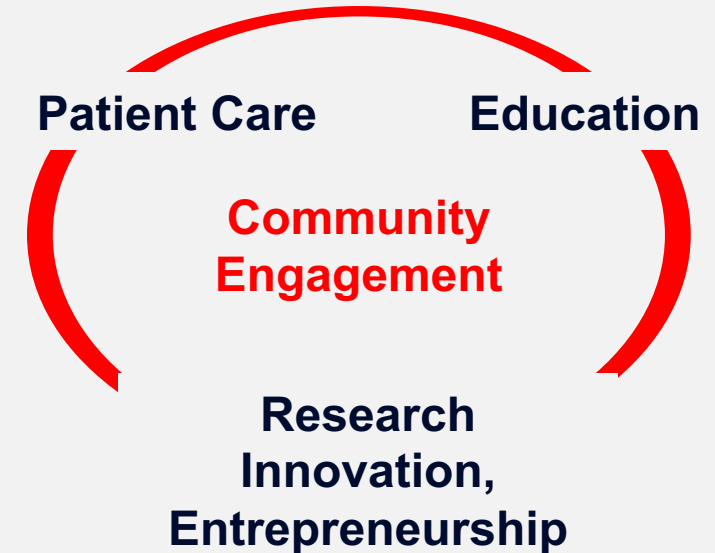 Patient Care
Education
Community
Engagement
Research
Innovation,
Entrepreneurship